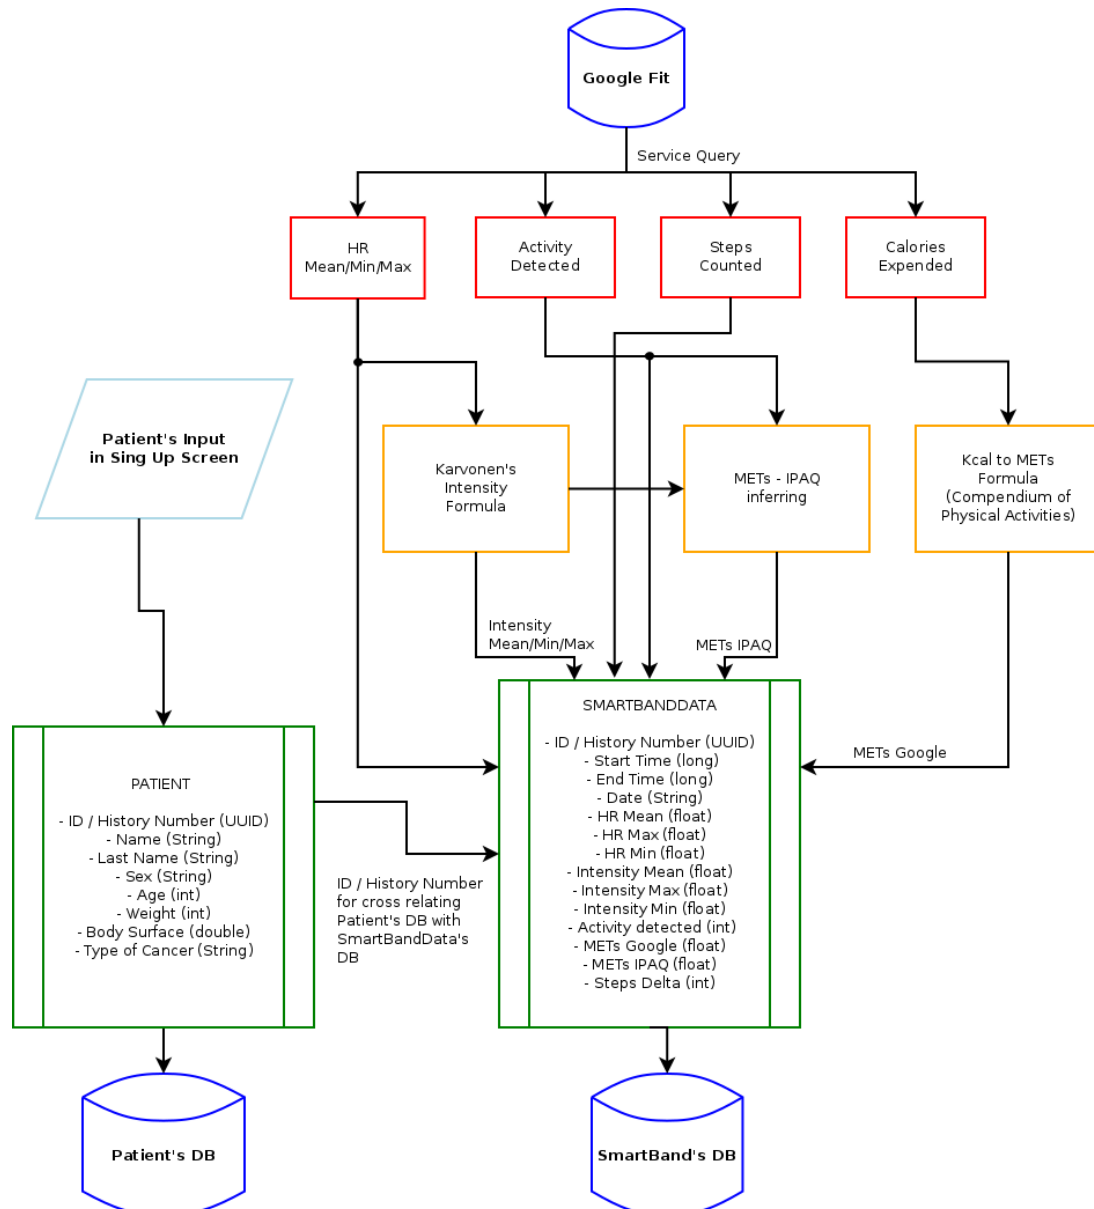 Google Fit
Service Query
HR
Mean/Min/Max
Activity
Detected
Steps
Counted
Calories
Expended
Patient's Input
in Sing Up Screen
Karvonen's
Intensity
Formula
METs - IPAQ
inferring
Kcal to METs
Formula
(Compendium of
Physical Activities)
Intensity
Mean/Min/Max
METs IPAQ
METs Google
PATIENT
- ID / History Number (UUID)
- Name (String)
- Last Name (String)
- Sex (String)
- Age (int)
- Weight (int)
- Body Surface (double)
- Type of Cancer (String)
ID / History Number
for cross relating
Patient's DB with
SmartBandData's
DB
SMARTBANDDATA
- ID / History Number (UUID)
- Start Time (long)
- End Time (long)
- Date (String)
- HR Mean (float)
- HR Max (float)
- HR Min (float)
- Intensity Mean (float)
- Intensity Max (float)
- Intensity Min (float)
- Activity detected (int)
- METs Google (float)
- METs IPAQ (float)
- Steps Delta (int)
Patient's DB
SmartBand's DB